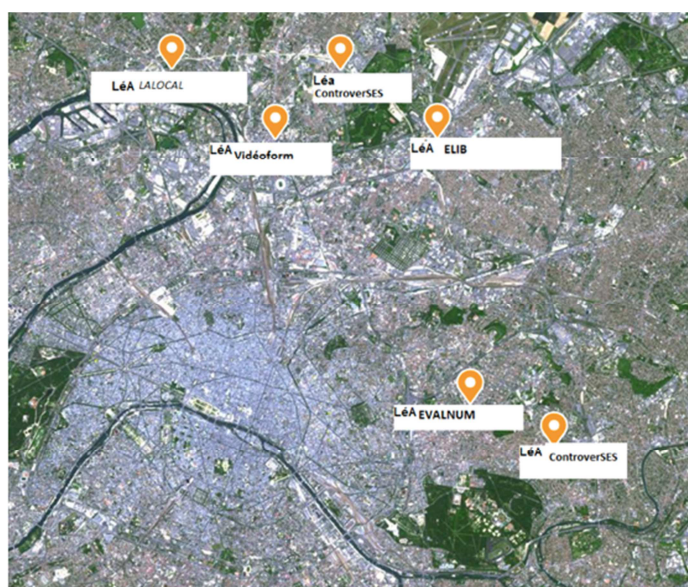 LéA LALOCAL
Léa
ControverSES
LéA Vidéoform
LéA ELIB
LéA EVALNUM
LéA ControverSES